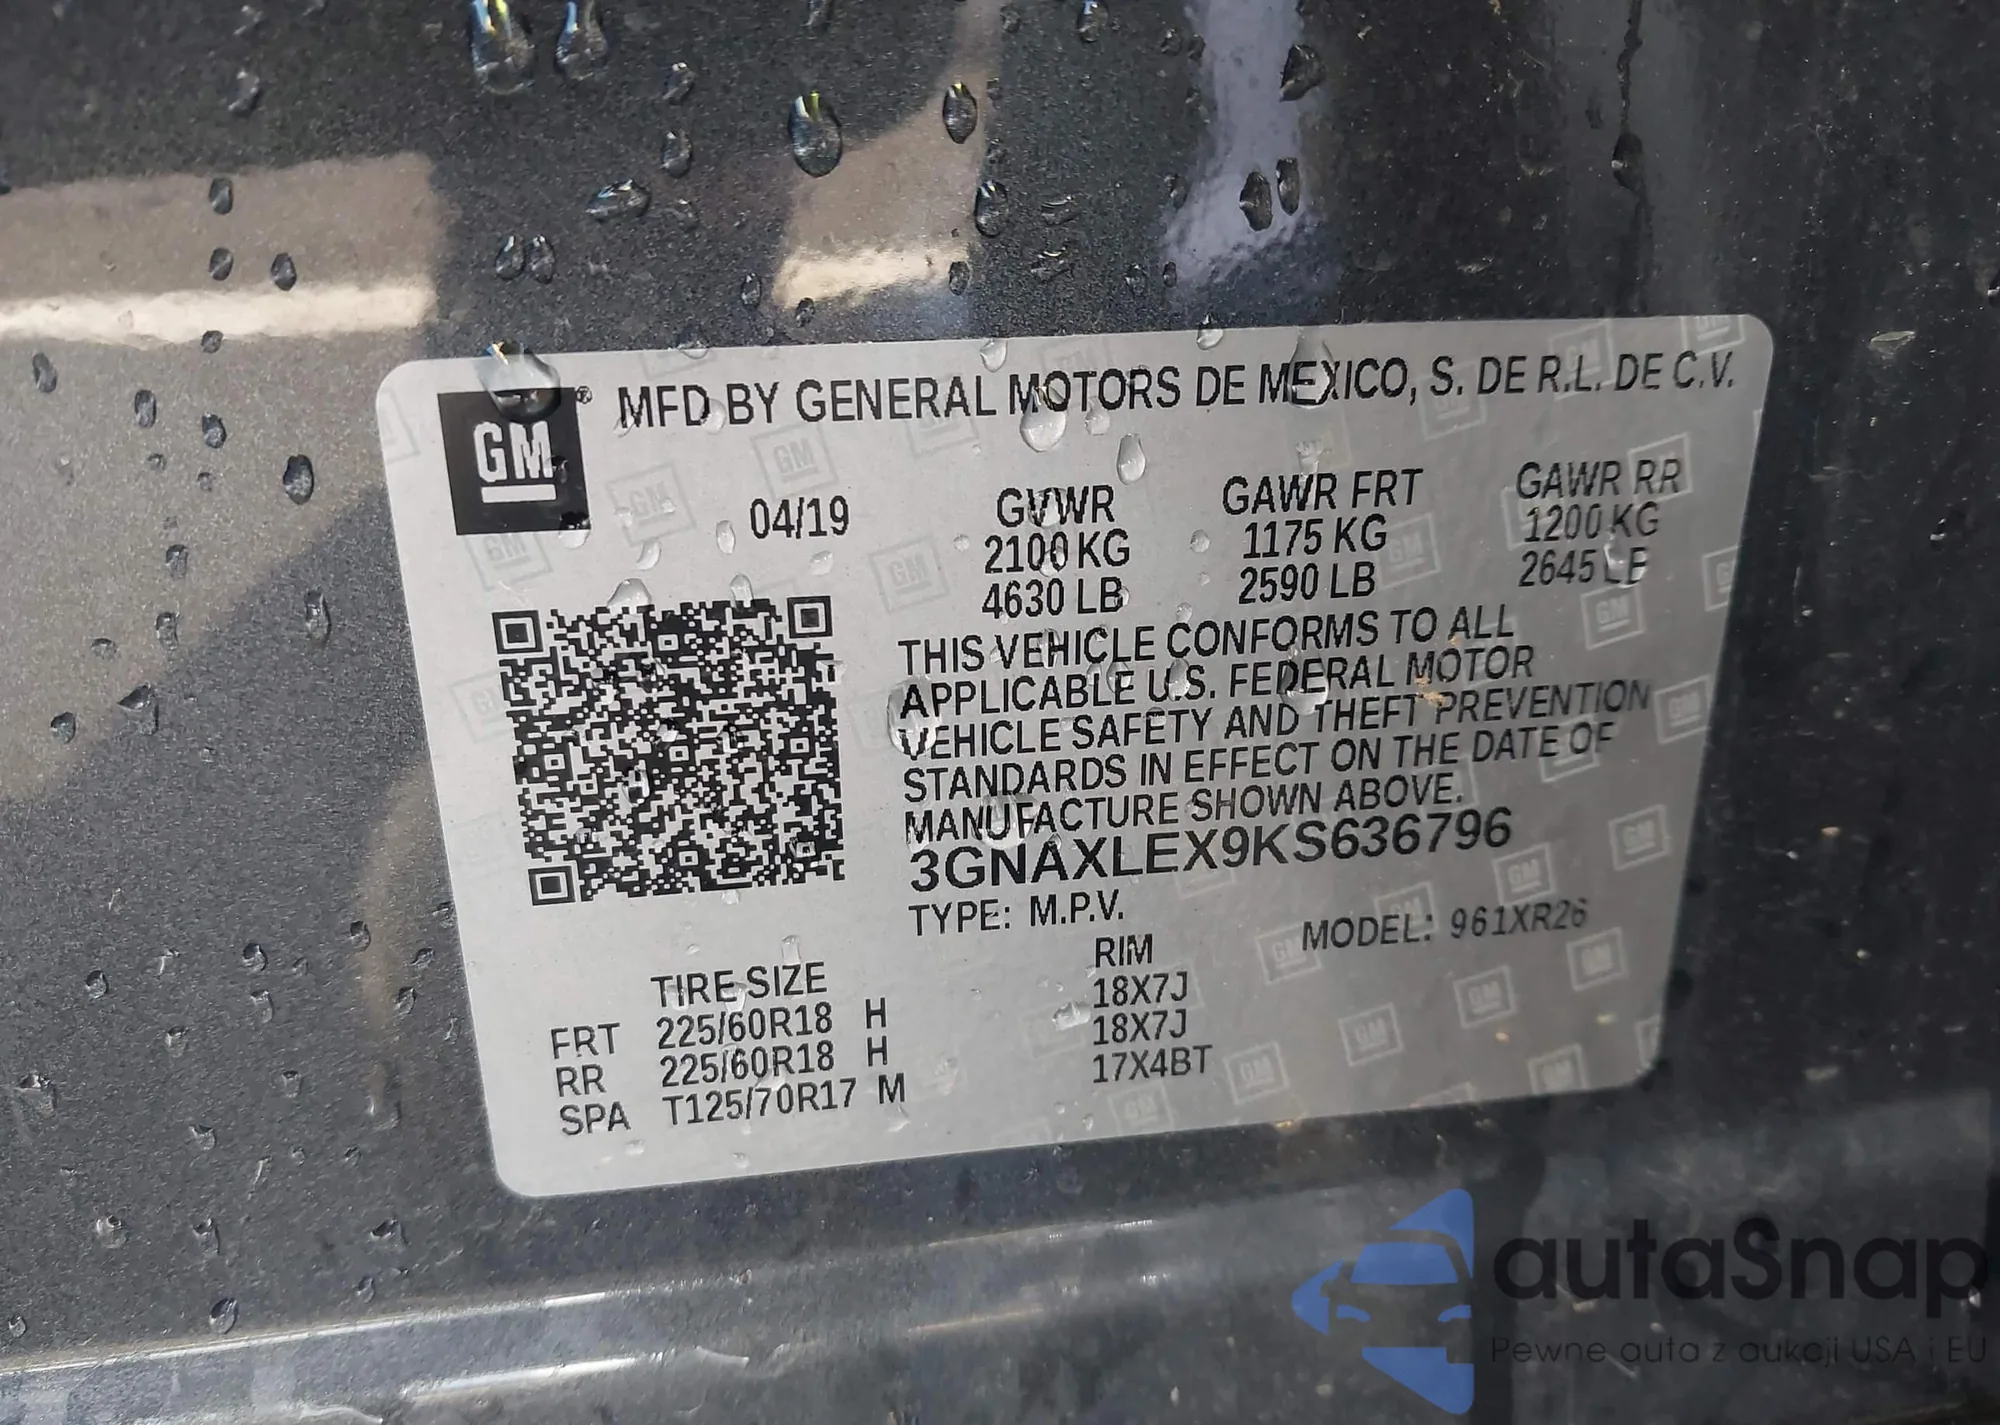 GM® MFD BY GENERAL MOTORS DE MEXICO, S. DE R.L. DE C.V.
04/19 GVWR GAWR FRT GAWR RR
2100 KG 1175 KG 1200 KG
4630 LB 2590 LB 2645 LB
THIS VEHICLE CONFORMS TO ALL
APPLICABLE U.S. FEDERAL MOTOR
VEHICLE SAFETY AND THEFT PREVENTION
STANDARDS IN EFFECT ON THE DATE OF
MANUFACTURE SHOWN ABOVE.
3GNAXLEX9KS636796
TYPE: M.P.V. MODEL: 961XR26
TIRE SIZE RIM
FRT 225/60R18 H 18X7J
RR 225/60R18 H 18X7J
SPA T125/70R17 M 17X4BT
autaSnap
Pewne auta z aukcji USA i EU